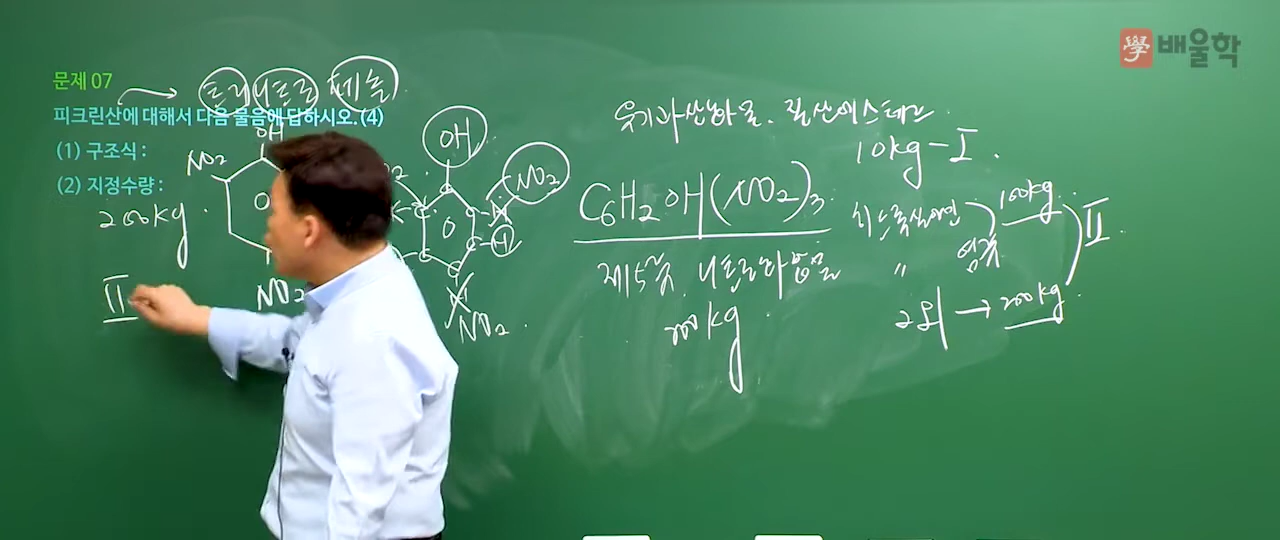 學 배울학
문제 07
트리 니트로 페놀
피크린산에 대해서 다음 물음에 답하시오. (4)
(1) 구조식 :
(2) 지정수량 :
200kg.
II
OH
NO2
NO2
OH
NO2
H
NO2
유기과산화물. 질산에스테르
10kg-I.
C6H2OH(NO2)3
제5류. 니트로화합물
200kg.
히드록실아민
100kg.
〃 염류
II.
2외 → 200kg.